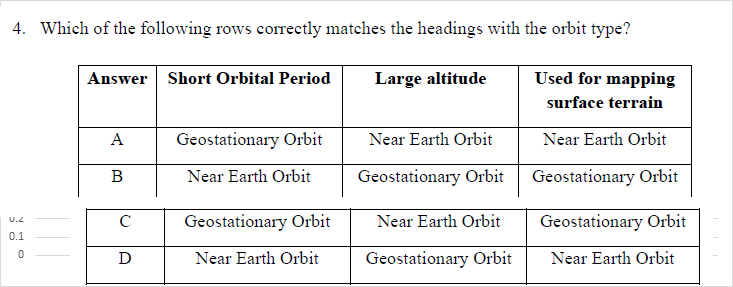 4. Which of the following rows correctly matches the headings with the orbit type?
Answer Short Orbital Period Large altitude Used for mapping
surface terrain
A Geostationary Orbit Near Earth Orbit Near Earth Orbit
B Near Earth Orbit Geostationary Orbit Geostationary Orbit
0.2 C Geostationary Orbit Near Earth Orbit Geostationary Orbit
0.1
0 D Near Earth Orbit Geostationary Orbit Near Earth Orbit